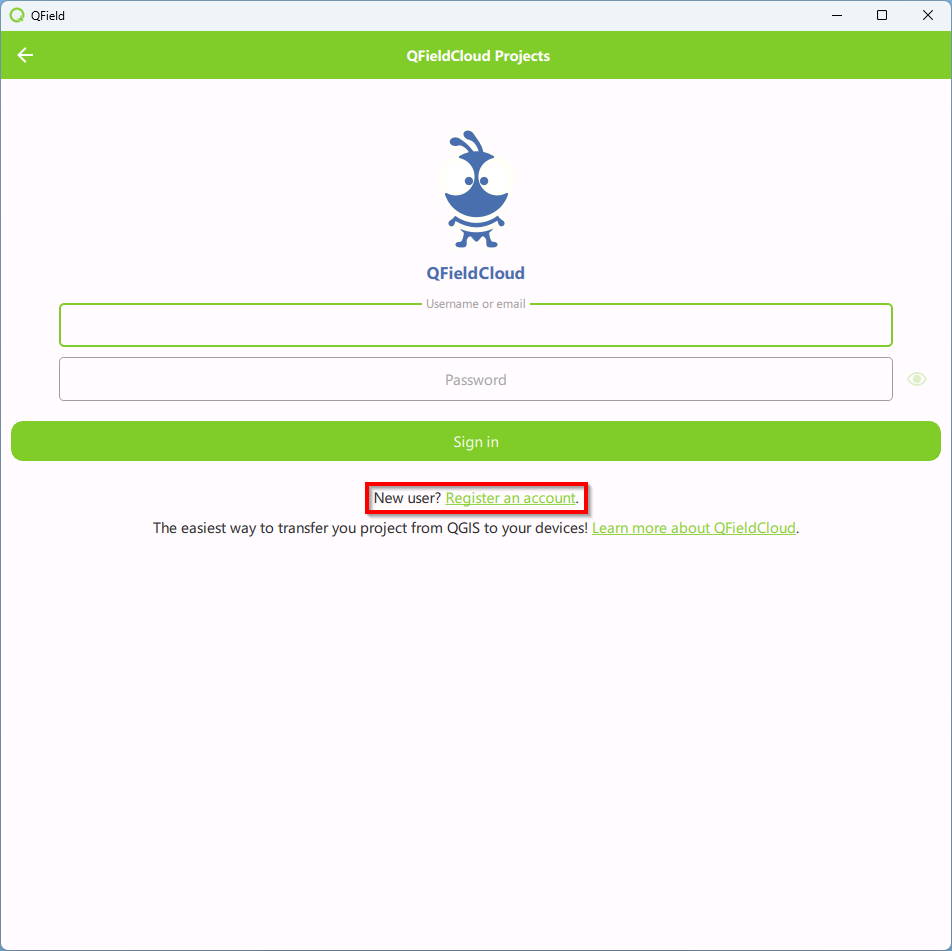 QField
QFieldCloud Projects
QFieldCloud
Username or email
Password
Sign in
New user? Register an account.
The easiest way to transfer you project from QGIS to your devices! Learn more about QFieldCloud.